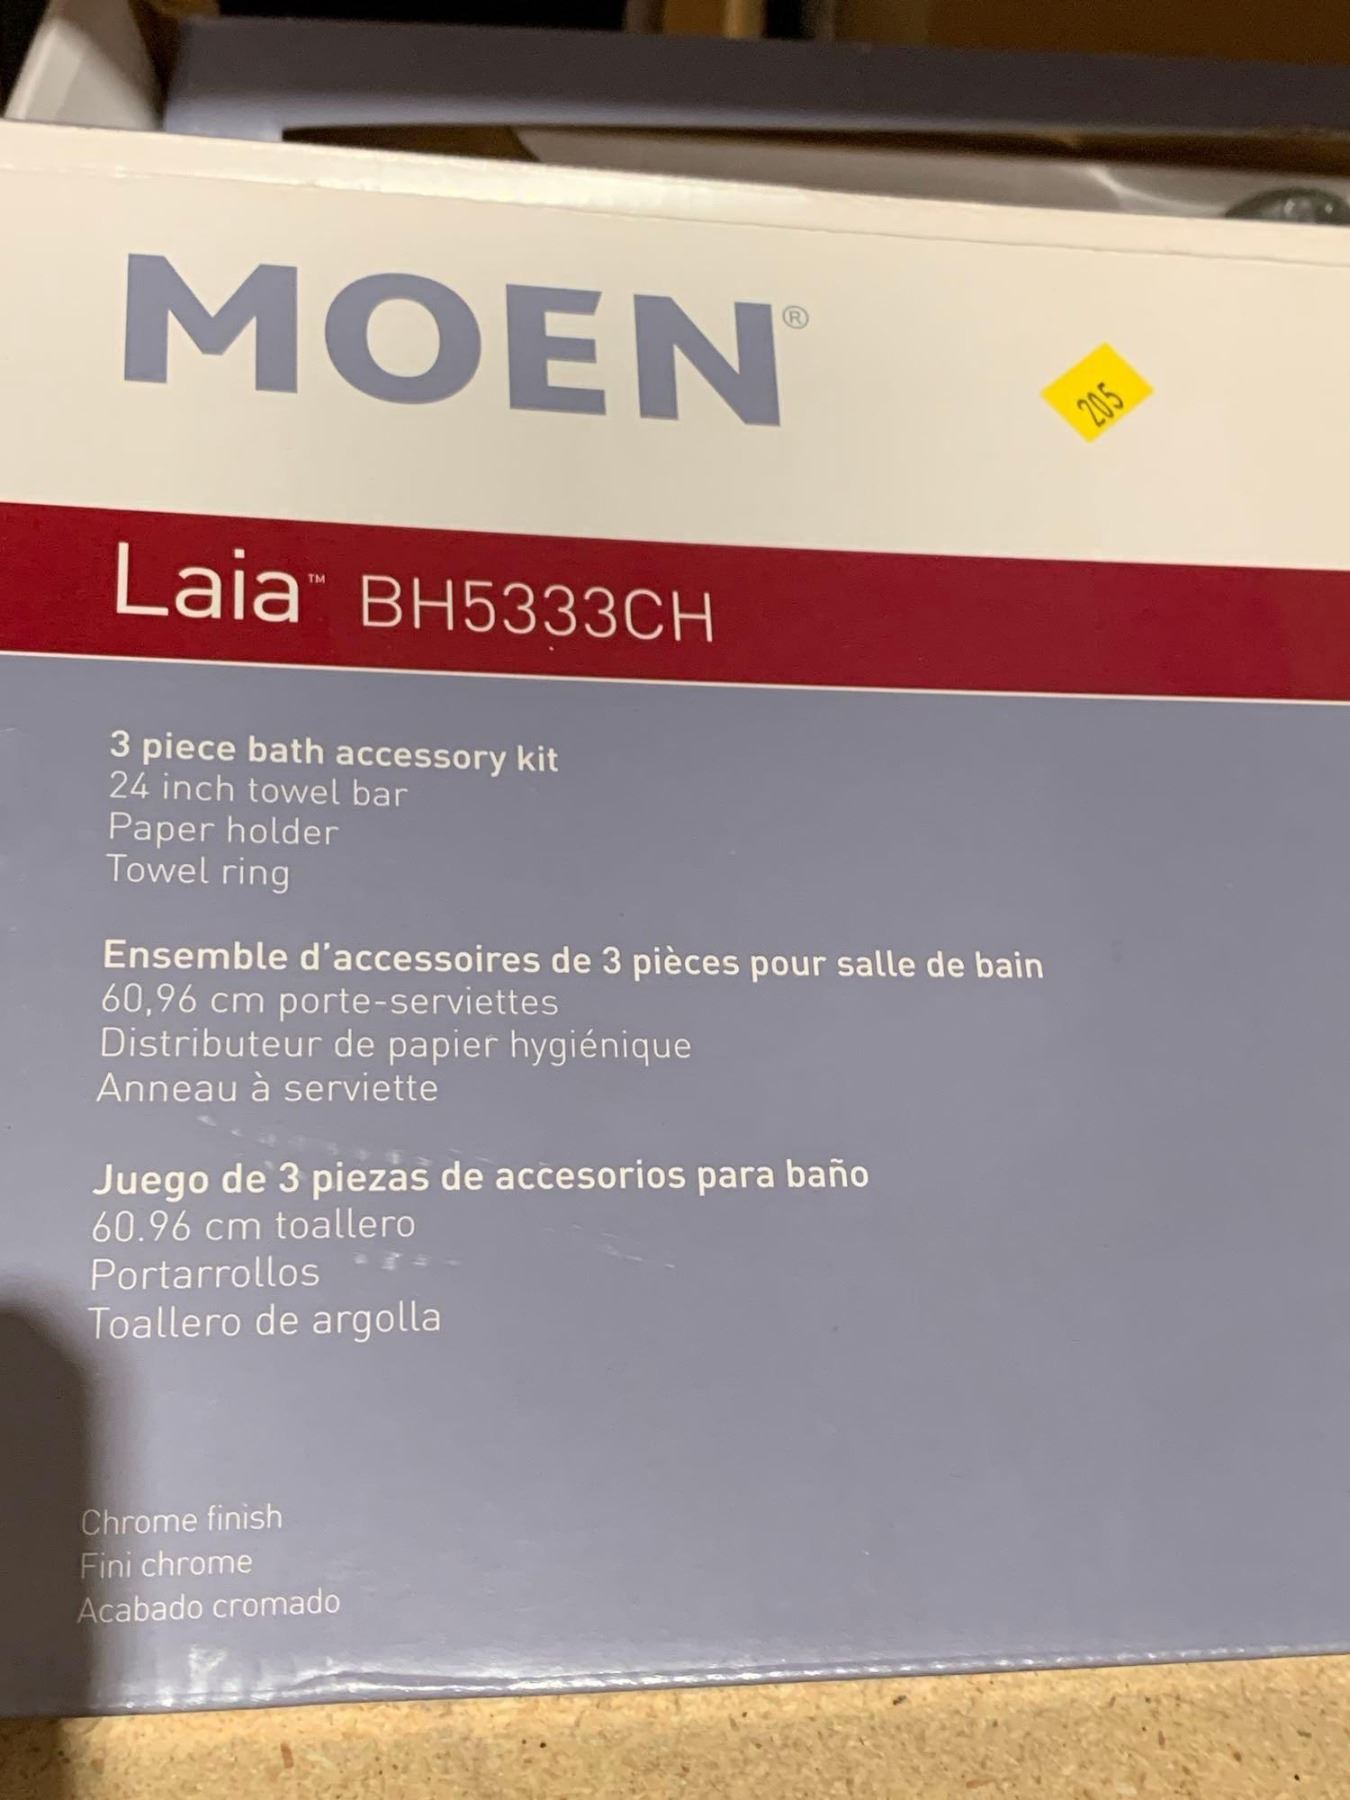 MOEN®
205
Laia™ BH5333CH
3 piece bath accessory kit
24 inch towel bar
Paper holder
Towel ring
Ensemble d'accessoires de 3 pièces pour salle de bain
60,96 cm porte-serviettes
Distributeur de papier hygiénique
Anneau à serviette
Juego de 3 piezas de accesorios para baño
60.96 cm toallero
Portarrollos
Toallero de argolla
Chrome finish
Fini chrome
Acabado cromado